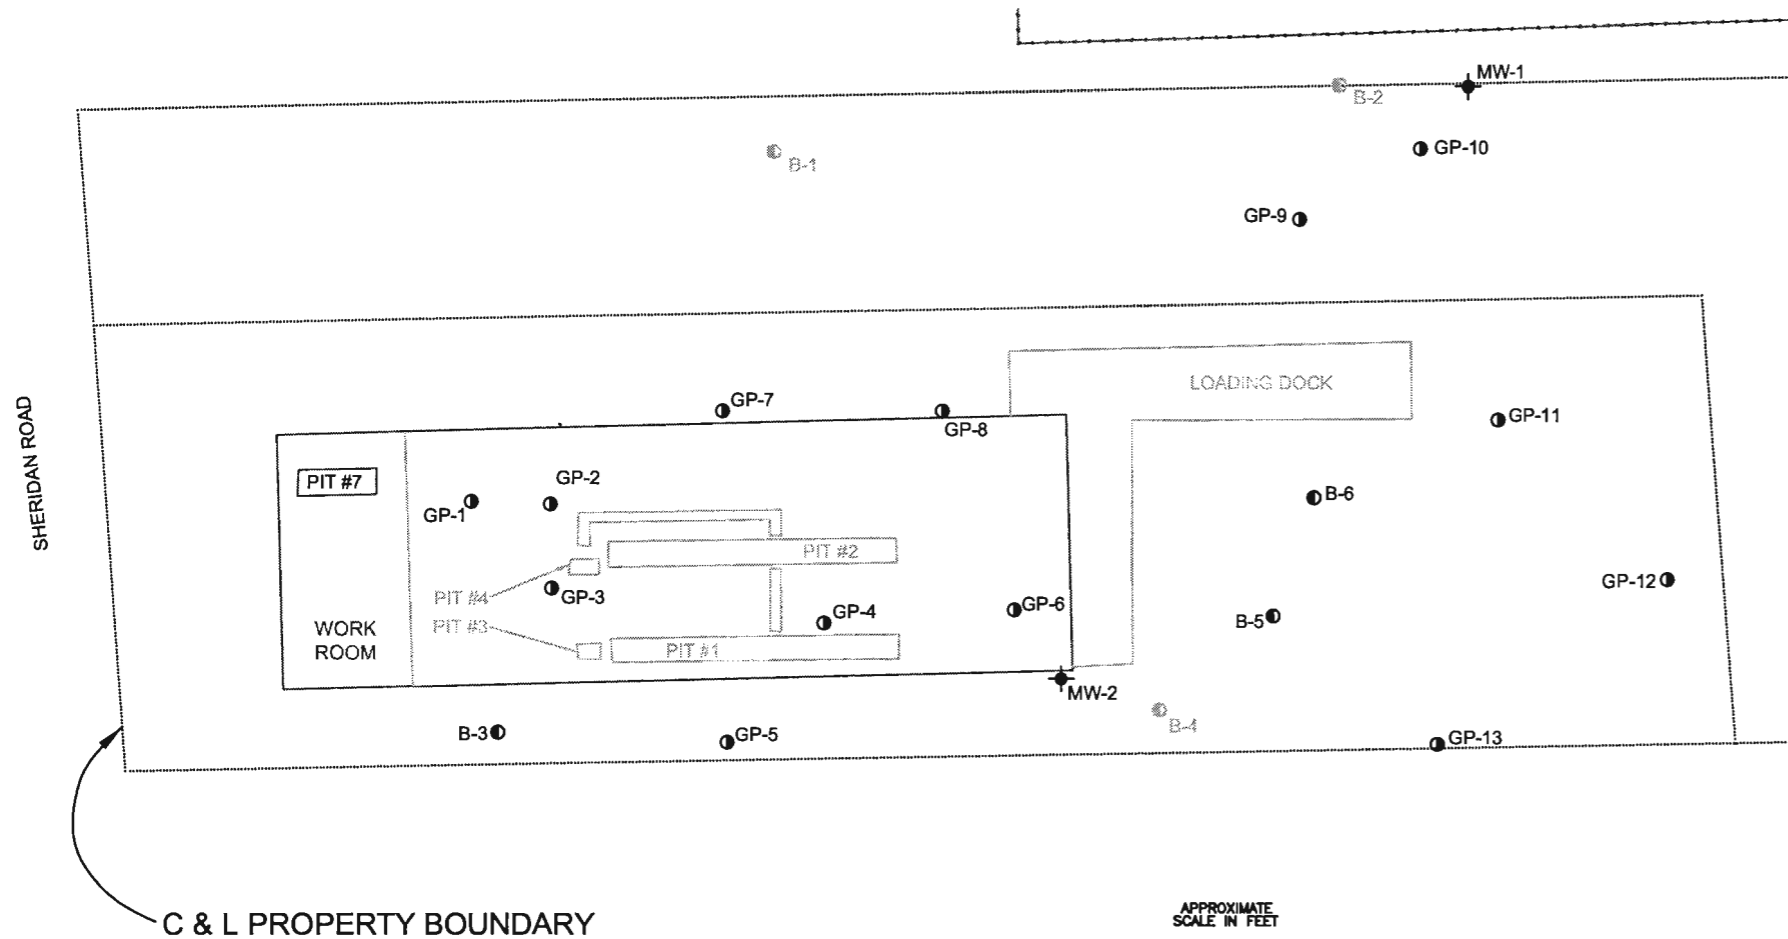 MW-1
B-2
GP-10
B-1
GP-9
LOADING DOCK
GP-7
GP-8
GP-11
SHERIDAN ROAD
PIT #7
GP-2
GP-1
B-6
PIT #2
GP-12
PIT #4
GP-3
GP-4
GP-6
B-5
PIT #3
WORK
ROOM
PIT #1
MW-2
B-4
B-3
GP-5
GP-13
C & L PROPERTY BOUNDARY
APPROXIMATE
SCALE IN FEET